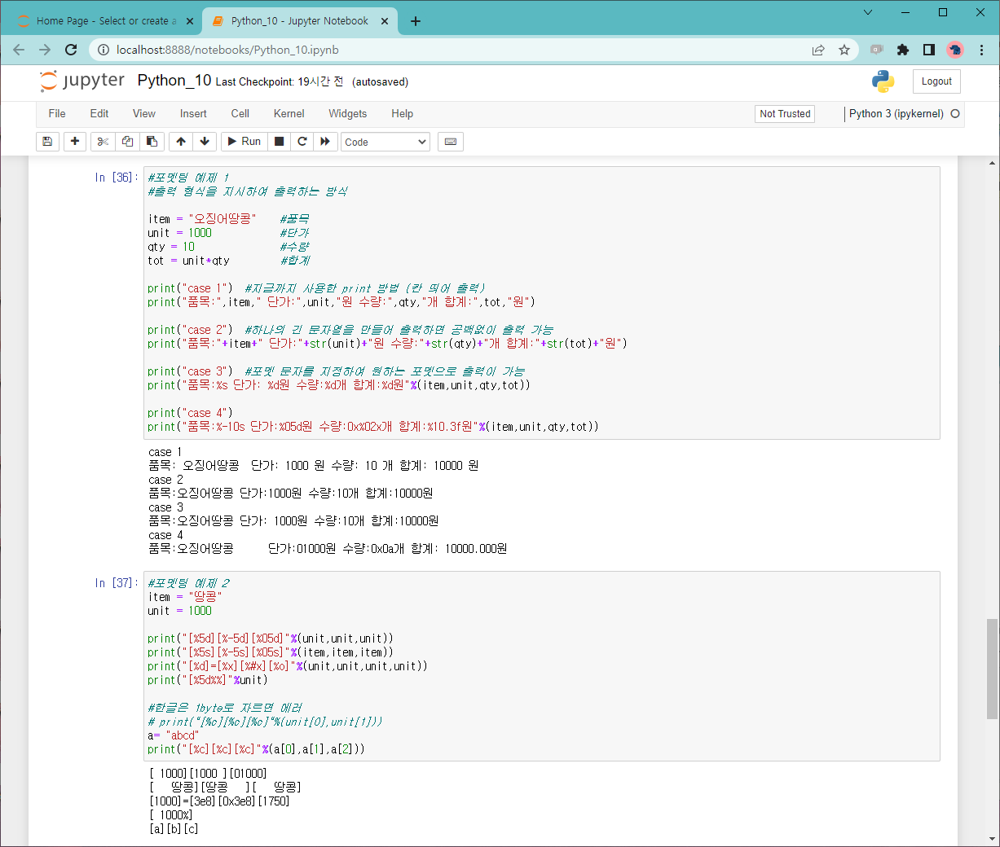 Home Page - Select or create a
Python_10 - Jupyter Notebook
localhost:8888/notebooks/Python_10.ipynb
jupyter Python_10 Last Checkpoint: 19시간 전 (autosaved)
Logout
File Edit View Insert Cell Kernel Widgets Help
Not Trusted
Python 3 (ipykernel)
Run
Code
In [36]:
#포멧팅 예제 1
#출력 형식을 지시하여 출력하는 방식
item = "오징어땅콩" #품목
unit = 1000 #단가
qty = 10 #수량
tot = unit*qty #합계
print("case 1") #지금까지 사용한 print 방법 (칸 띄어 출력)
print("품목:",item," 단가:",unit,"원 수량:",qty,"개 합계:",tot,"원")
print("case 2") #하나의 긴 문자열을 만들어 출력하면 공백없이 출력 가능
print("품목:"+item+" 단가:"+str(unit)+"원 수량:"+str(qty)+"개 합계:"+str(tot)+"원")
print("case 3") #포멧 문자를 지정하여 원하는 포멧으로 출력이 가능
print("품목:%s 단가: %d원 수량:%d개 합계:%d원"%(item,unit,qty,tot))
print("case 4")
print("품목:%-10s 단가:%05d원 수량:0x%02x개 합계:%10.3f원"%(item,unit,qty,tot))
case 1
품목: 오징어땅콩  단가: 1000 원 수량: 10 개 합계: 10000 원
case 2
품목:오징어땅콩 단가:1000원 수량:10개 합계:10000원
case 3
품목:오징어땅콩 단가: 1000원 수량:10개 합계:10000원
case 4
품목:오징어땅콩      단가:01000원 수량:0x0a개 합계: 10000.000원
In [37]:
#포멧팅 예제 2
item = "땅콩"
unit = 1000
print("[%5d][%-5d][%05d]"%(unit,unit,unit))
print("[%5s][%-5s][%05s]"%(item,item,item))
print("[%d]=[%x][%#x][%o]"%(unit,unit,unit,unit))
print("[%5d%%]"%unit)
#한글은 1byte로 자르면 에러
# print("[%c][%c][%c]"%(unit[0],unit[1]))
a= "abcd"
print("[%c][%c][%c]"%(a[0],a[1],a[2]))
[ 1000][1000 ][01000]
[   땅콩][땅콩   ][   땅콩]
[1000]=[3e8][0x3e8][1750]
[ 1000%]
[a][b][c]